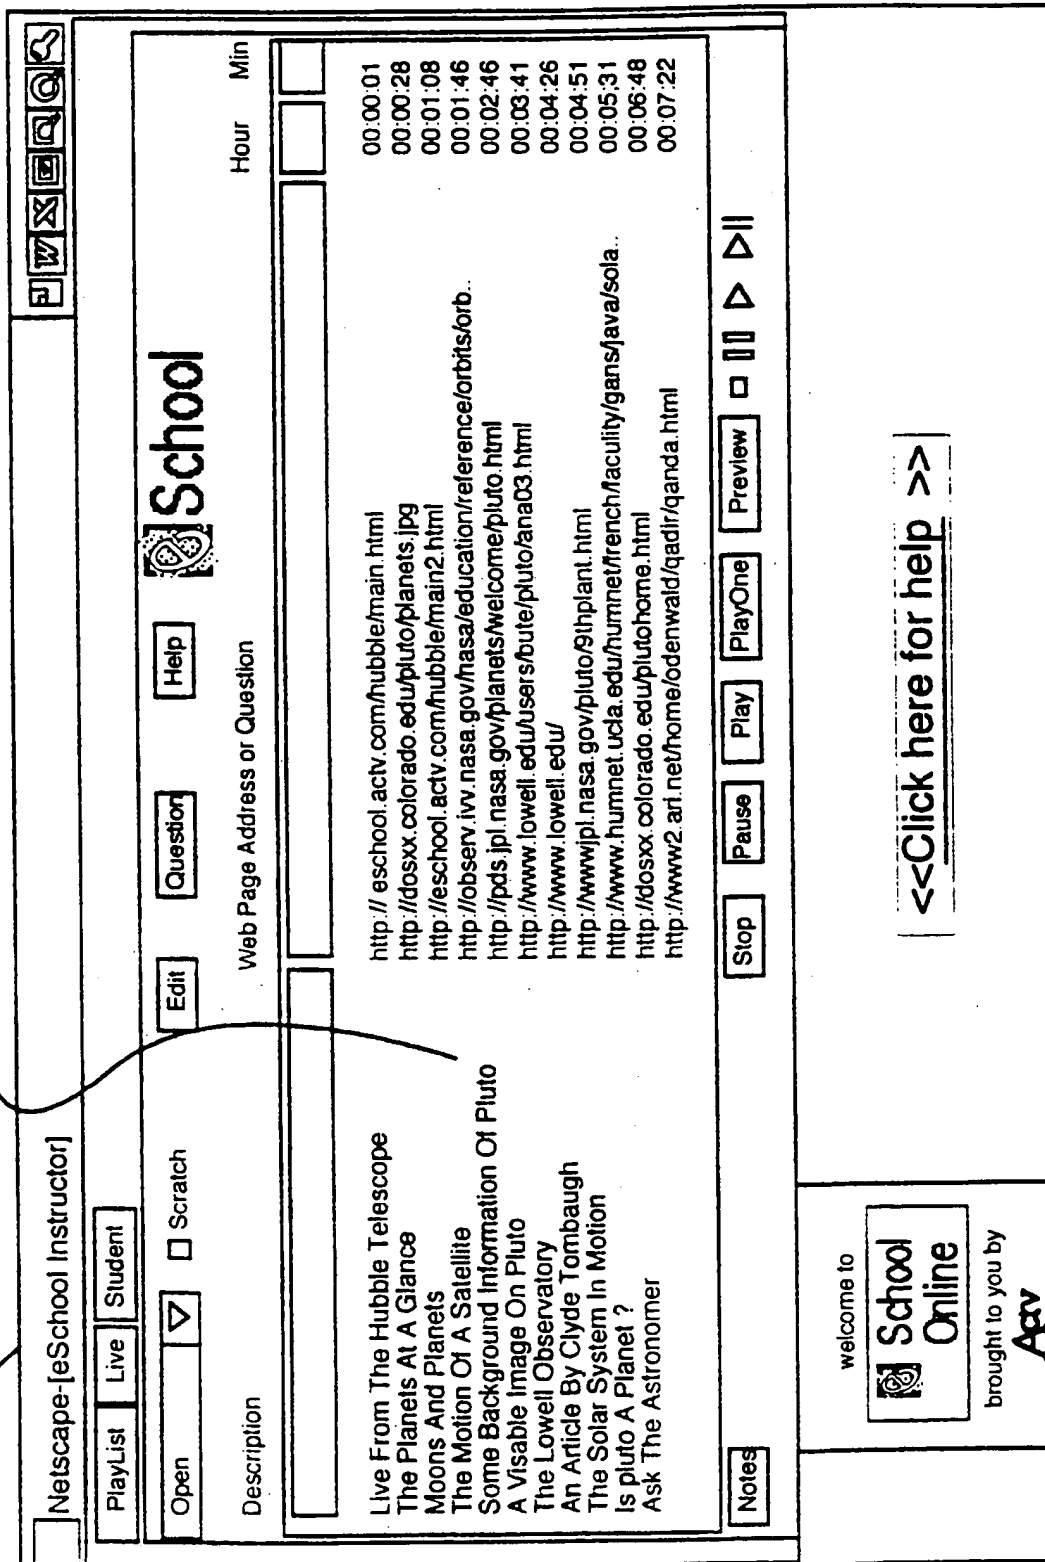 Netscape-[eSchool Instructor]
PlayList Live Student
Open Scratch Edit Question Help School
Description Web Page Address or Question Hour Min
Live From The Hubble Telescope http:// eschool.actv.com/hubble/main.html 00:00:01
The Planets At A Glance http://dosxx.colorado.edu/pluto/planets.jpg 00:00:28
Moons And Planets http://eschool.actv.com/hubble/main2.html 00:01:08
The Motion Of A Satellite http://observ.ivv.nasa.gov/nasa/education/reference/orbits/orb.. 00:01:46
Some Background Information Of Pluto http://pds.jpl.nasa.gov/planets/welcome/pluto.html 00:02:46
A Visable Image On Pluto http://www.lowell.edu/users/bute/pluto/ana03.html 00:03:41
The Lowell Observatory http://www.lowell.edu/ 00:04:26
An Article By Clyde Tombaugh http://wwwjpl.nasa.gov/pluto/9thplant.html 00:04:51
The Solar System In Motion http://www.humnet.ucla.edu/humnet/french/faculity/gans/java/sola.. 00:05;31
Is pluto A Planet ? http://dosxx.colorado.edu/plutohome.html 00:06:48
Ask The Astronomer http://www2.ari.net/home/odenwald/qadir/qanda.html 00:07:22
Notes Stop Pause Play PlayOne Preview
welcome to
School
Online
brought to you by
Actv
<<Click here for help >>